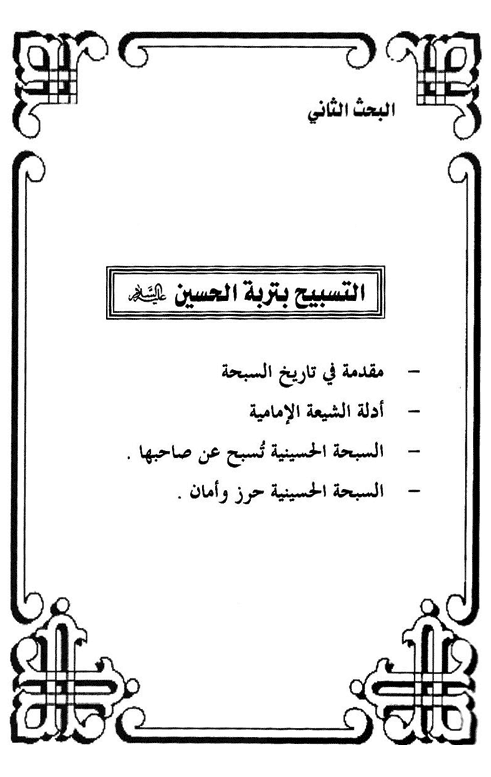 البحث الثاني
التسبيح بتربة الحسين عليه السلام
– مقدمة في تاريخ السبحة
– أدلة الشيعة الإمامية
– السبحة الحسينية تُسبح عن صاحبها .
– السبحة الحسينية حرز وأمان .